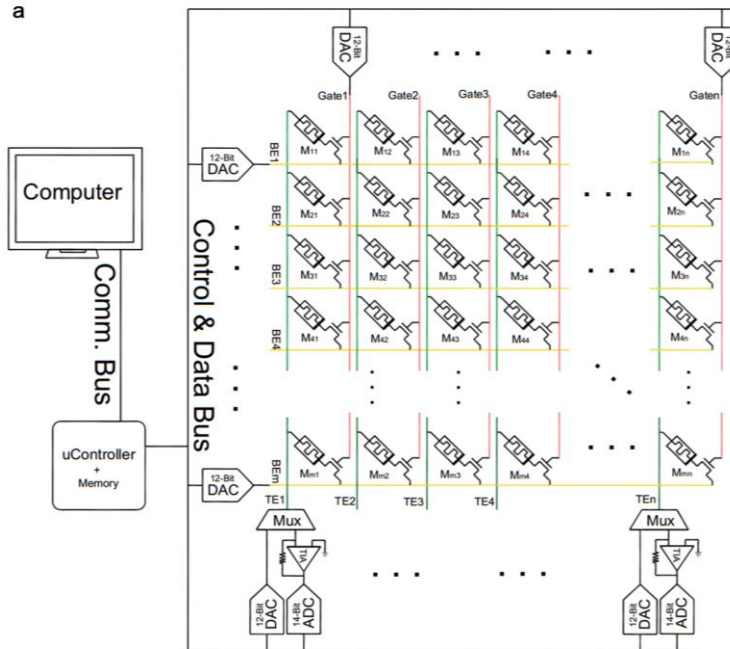 a
12-Bit
DAC
12-Bit
DAC
Gate1
Gate2
Gate3
Gate4
Gaten
BE1
12-Bit
DAC
M11
M12
M13
M14
M1n
Computer
BE2
M21
M22
M23
M24
M2n
BE3
M31
M32
M33
M34
M3n
BE4
M41
M42
M43
M44
M4n
Comm. Bus
Control & Data Bus
uController
+
Memory
BEm
12-Bit
DAC
Mm1
Mm2
Mm3
Mm4
Mmn
TE1
TE2
TE3
TE4
TEn
Mux
Mux
TIA
TIA
12-Bit
DAC
14-Bit
ADC
12-Bit
DAC
14-Bit
ADC